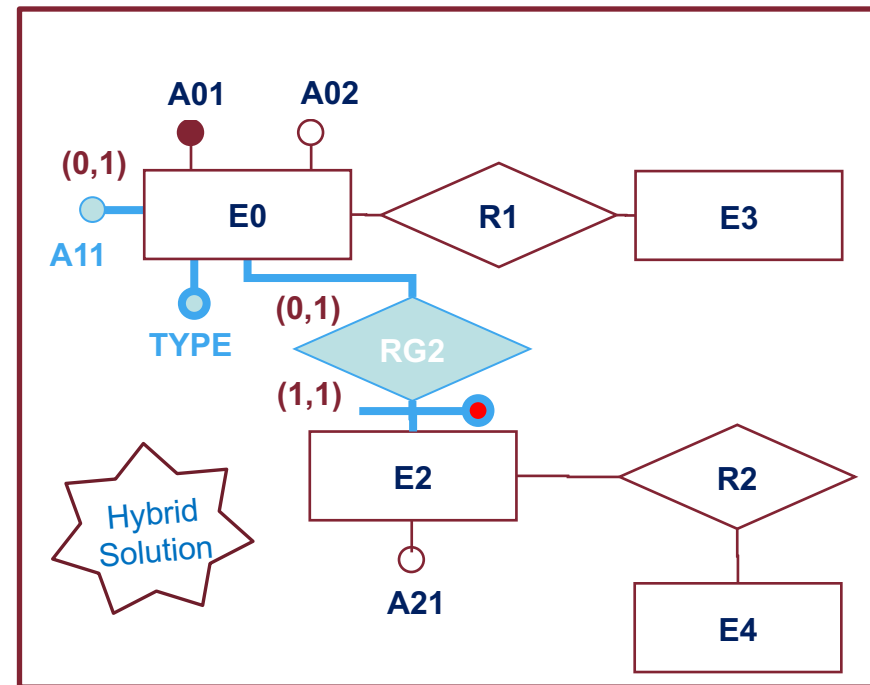 A01
A02
(0,1)
A11
E0
R1
E3
TYPE
(0,1)
RG2
(1,1)
E2
R2
A21
E4
Hybrid
Solution